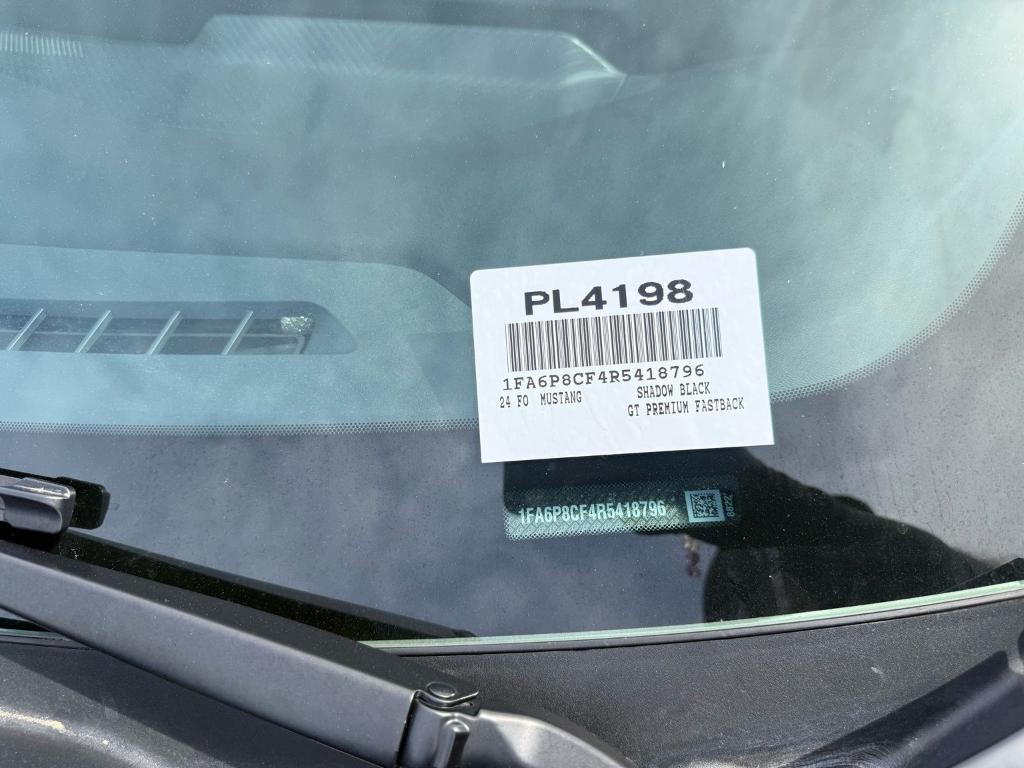 PL4198
1FA6P8CF4R5418796
24 FO MUSTANG SHADOW BLACK
GT PREMIUM FASTBACK
1FA6P8CF4R5418796